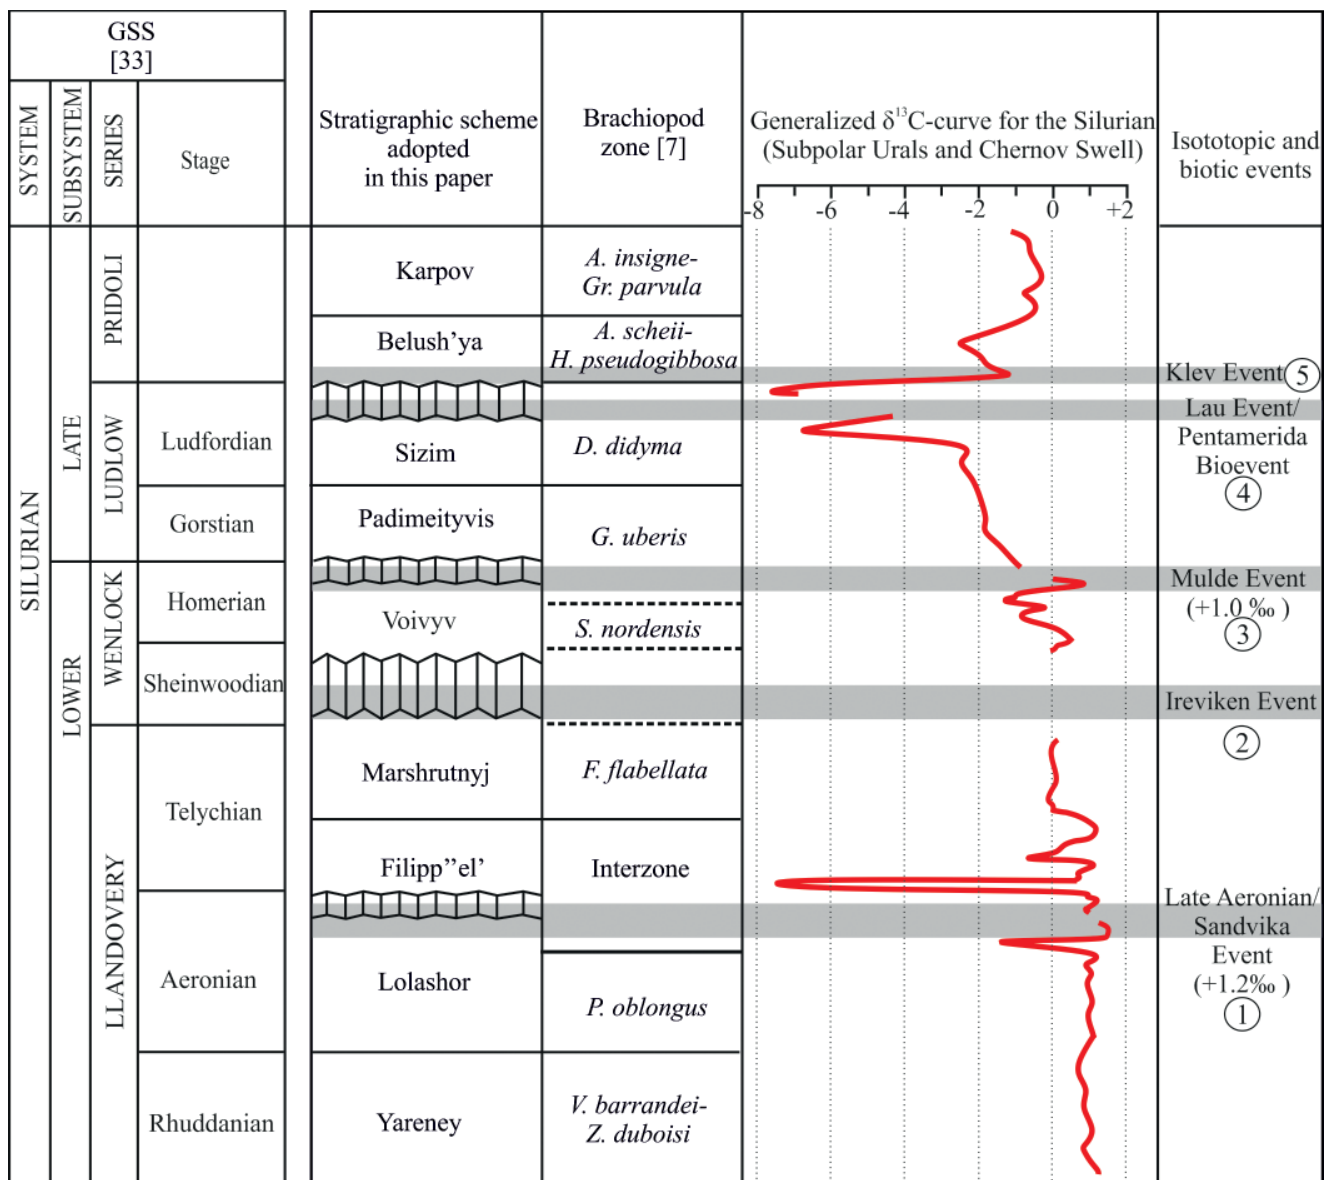 GSS
[33]
SYSTEM
SUBSYSTEM
SERIES
Stage
Stratigraphic scheme
adopted
in this paper
Brachiopod
zone [7]
Generalized δ¹³C-curve for the Silurian
(Subpolar Urals and Chernov Swell)
-8 -6 -4 -2 0 +2
Isototopic and
biotic events
SILURIAN
LATE
LOWER
PRIDOLI
LUDLOW
WENLOCK
LLANDOVERY
Ludfordian
Gorstian
Homerian
Sheinwoodian
Telychian
Aeronian
Rhuddanian
Karpov
Belush’ya
Sizim
Padimeityvis
Voivyv
Marshrutnyj
Filipp’’el’
Lolashor
Yareney
A. insigne-
Gr. parvula
A. scheii-
H. pseudogibbosa
D. didyma
G. uberis
S. nordensis
F. flabellata
Interzone
P. oblongus
V. barrandei-
Z. duboisi
Klev Event 5
Lau Event/
Pentamerida
Bioevent
4
Mulde Event
(+1.0 ‰ )
3
Ireviken Event
2
Late Aeronian/
Sandvika
Event
(+1.2‰ )
1